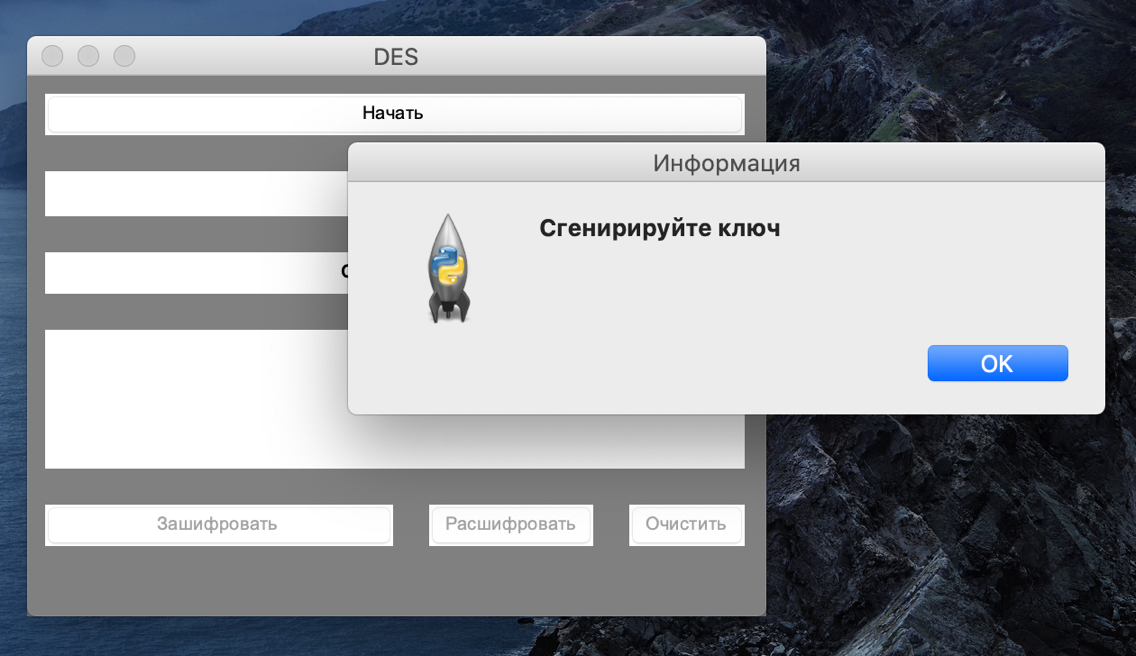 DES
Начать
Информация
Сгенирируйте ключ
OK
Зашифровать
Расшифровать
Очистить